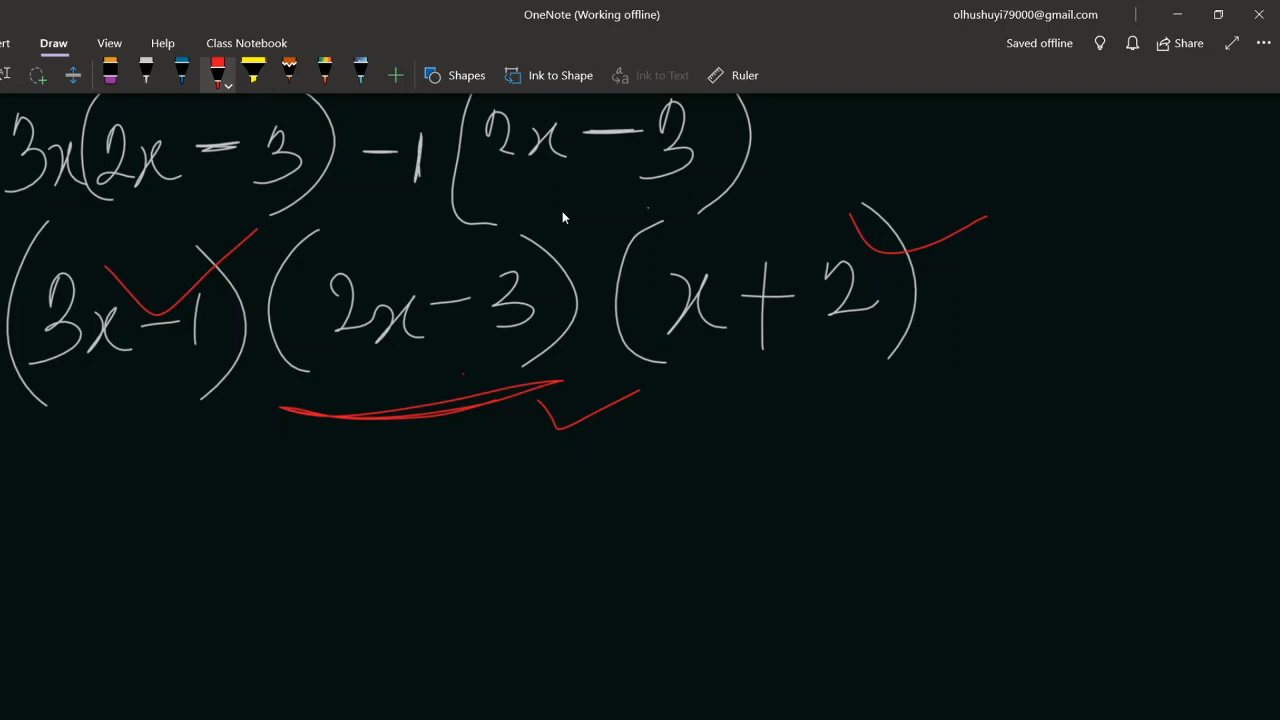 OneNote (Working offline)
olhushuyi79000@gmail.com
ert Draw View Help Class Notebook
Saved offline
Share
Shapes
Ink to Shape
Ink to Text
Ruler
3x(2x - 3) - 1(2x - 3)
(3x - 1)(2x - 3)(x + 2)